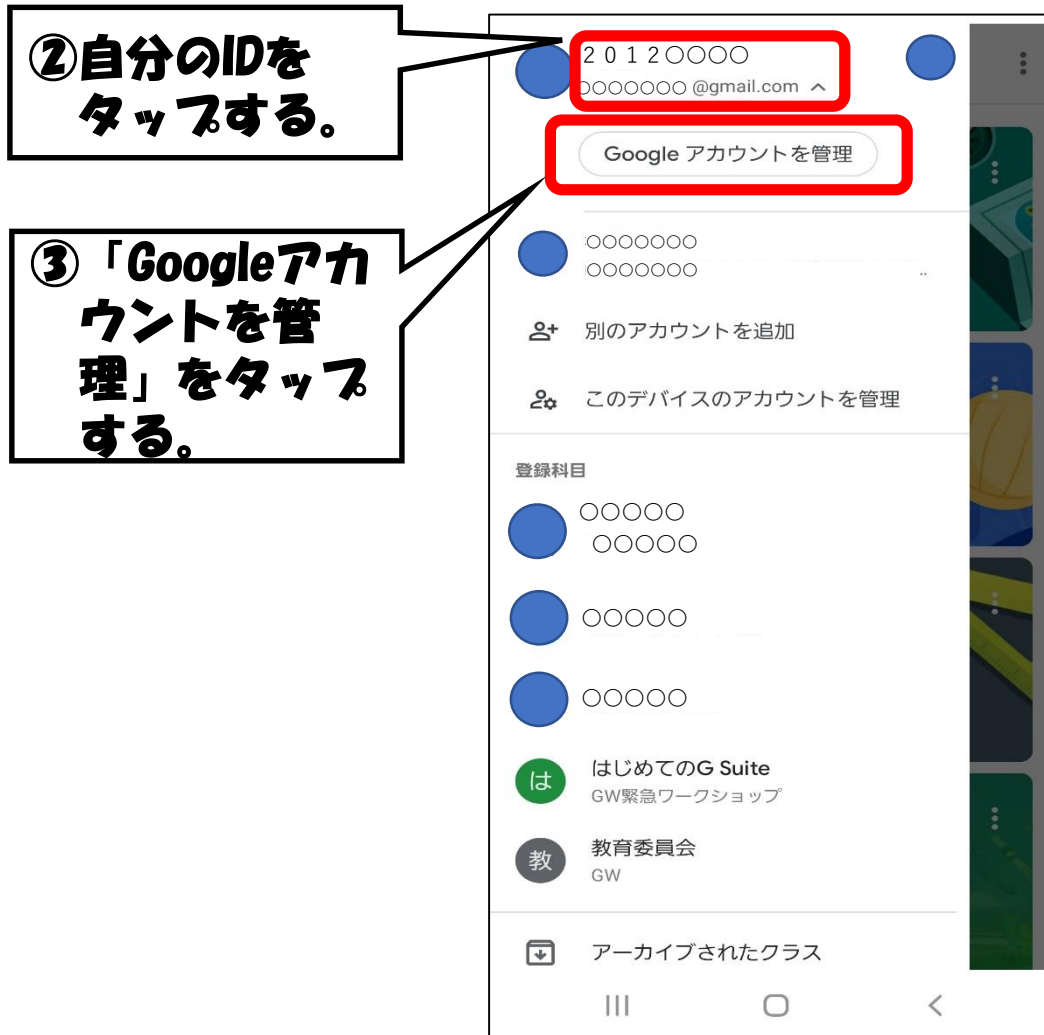 ②自分のIDを
タップする。
③「Googleアカ
ウントを管
理」をタップ
する。
２０１２○○○○
○○○○○○○ @gmail.com
Google アカウントを管理
○○○○○○○
○○○○○○○
別のアカウントを追加
このデバイスのアカウントを管理
登録科目
○○○○○
○○○○○
○○○○○
○○○○○
は
はじめてのG Suite
GW緊急ワークショップ
教
教育委員会
GW
アーカイブされたクラス